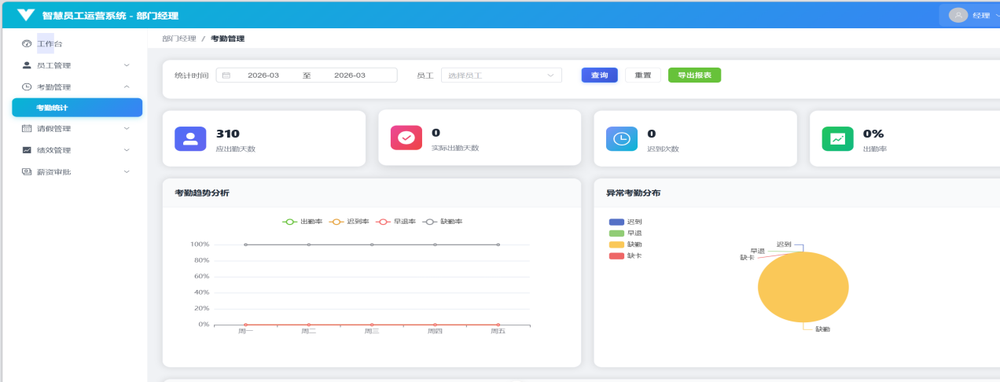 智慧员工运营系统 - 部门经理
经理
工作台
员工管理
考勤管理
考勤统计
请假管理
绩效管理
薪资审批
部门经理 / 考勤管理
统计时间 2026-03 至 2026-03 员工 选择员工 查询 重置 导出报表
310
应出勤天数
0
实际出勤天数
0
迟到次数
0%
出勤率
考勤趋势分析
出勤率 迟到率 早退率 缺勤率
100%
80%
60%
40%
20%
0%
周一 周二 周三 周四 周五
异常考勤分布
迟到
早退
缺勤
缺卡
迟到
早退
缺卡
缺勤